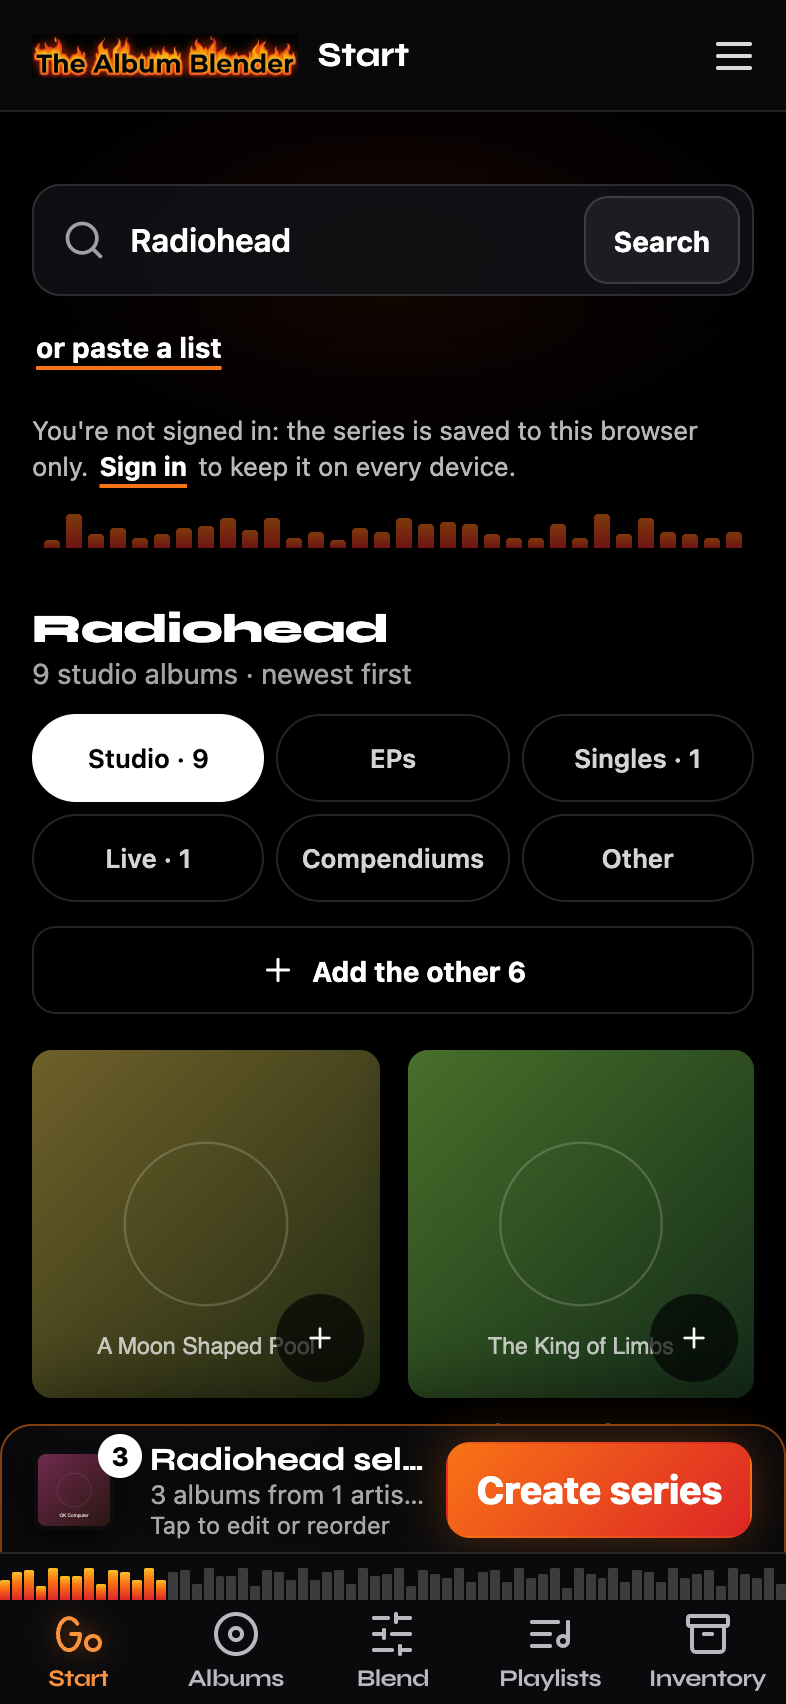 The Album Blender
Start
Radiohead
Search
or paste a list
You're not signed in: the series is saved to this browser
only. Sign in to keep it on every device.
Radiohead
9 studio albums · newest first
Studio · 9
EPs
Singles · 1
Live · 1
Compendiums
Other
+ Add the other 6
A Moon Shaped Pool
+
The King of Limbs
+
OK Computer
3
Radiohead sel...
3 albums from 1 artis...
Tap to edit or reorder
Create series
Go
Start
Albums
Blend
Playlists
Inventory